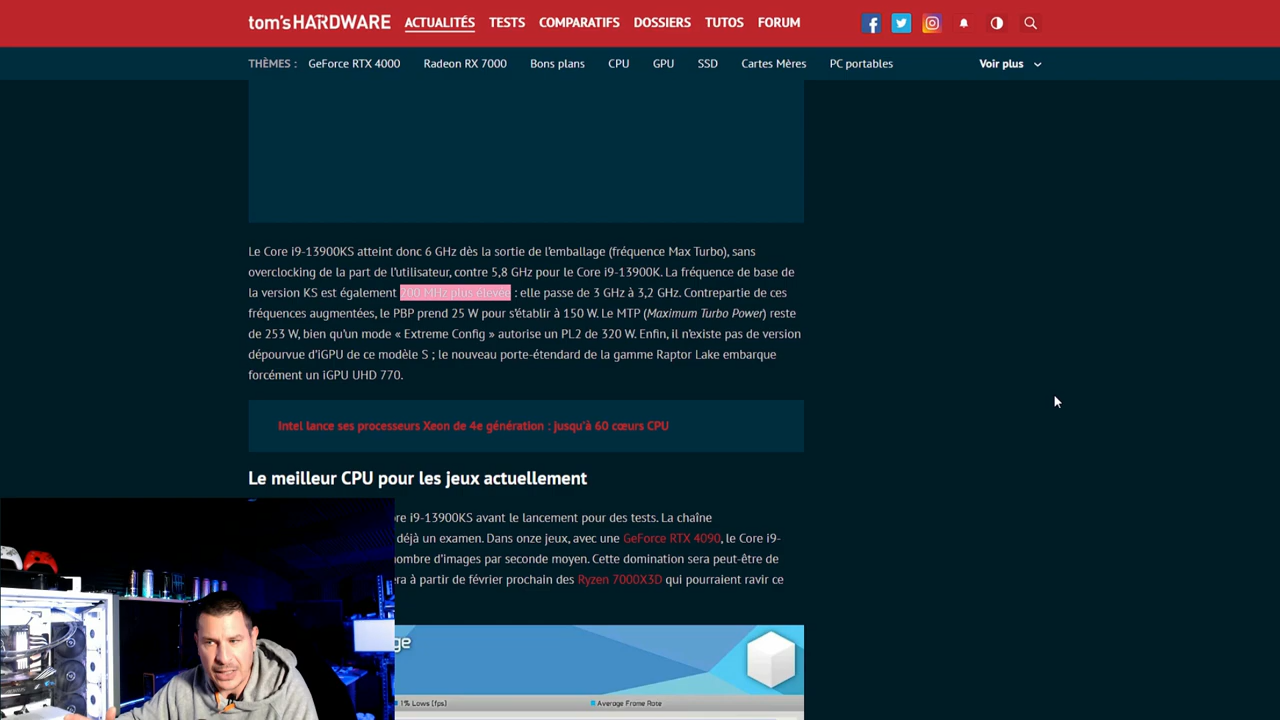 tom'sHARDWARE ACTUALITÉS TESTS COMPARATIFS DOSSIERS TUTOS FORUM
THÈMES : GeForce RTX 4000 Radeon RX 7000 Bons plans CPU GPU SSD Cartes Mères PC portables Voir plus
Le Core i9-13900KS atteint donc 6 GHz dès la sortie de l'emballage (fréquence Max Turbo), sans
overclocking de la part de l'utilisateur, contre 5,8 GHz pour le Core i9-13900K. La fréquence de base de
la version KS est également 200 MHz plus élevée : elle passe de 3 GHz à 3,2 GHz. Contrepartie de ces
fréquences augmentées, le PBP prend 25 W pour s'établir à 150 W. Le MTP (Maximum Turbo Power) reste
de 253 W, bien qu'un mode « Extreme Config » autorise un PL2 de 320 W. Enfin, il n'existe pas de version
dépourvue d'iGPU de ce modèle S ; le nouveau porte-étendard de la gamme Raptor Lake embarque
forcément un iGPU UHD 770.
Intel lance ses processeurs Xeon de 4e génération : jusqu'à 60 cœurs CPU
Le meilleur CPU pour les jeux actuellement
re i9-13900KS avant le lancement pour des tests. La chaîne
déjà un examen. Dans onze jeux, avec une GeForce RTX 4090, le Core i9-
nombre d'images par seconde moyen. Cette domination sera peut-être de
era à partir de février prochain des Ryzen 7000X3D qui pourraient ravir ce
ge
1% Lows (fps) Average Frame Rate